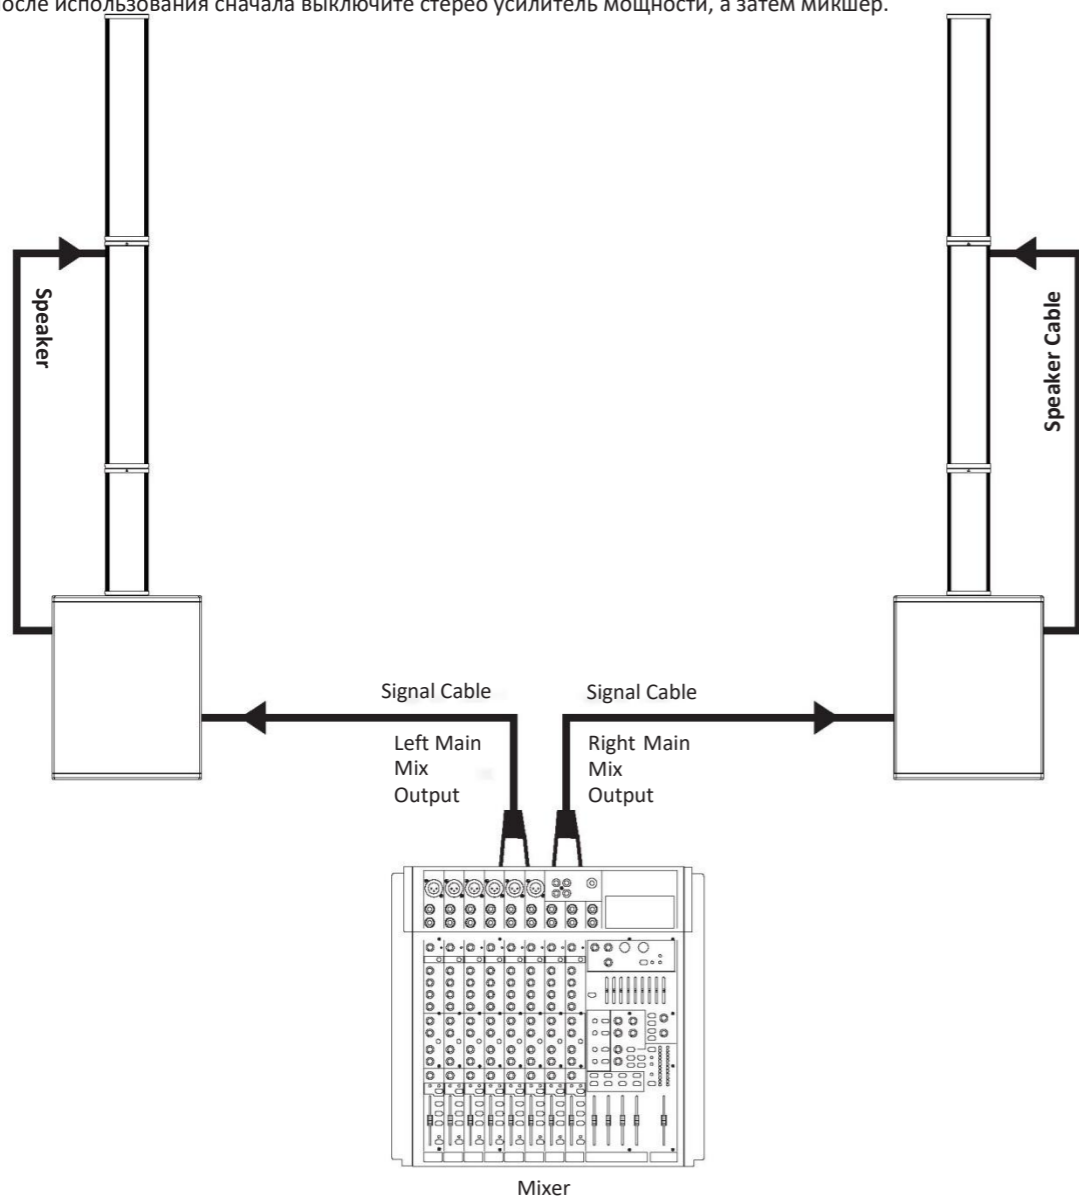 осле использования сначала выключите стерео усилитель мощности, а затем микшер.
Speaker
Speaker Cable
Signal Cable
Signal Cable
Left Main
Mix
Output
Right Main
Mix
Output
Mixer